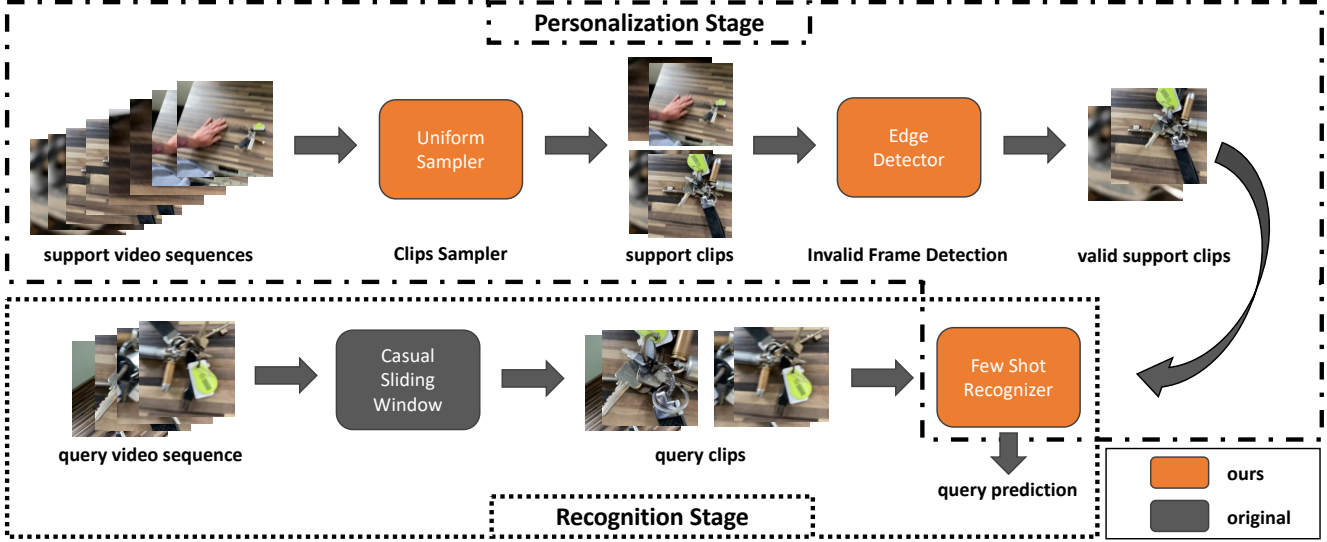 Personalization Stage
Uniform
Sampler
Edge
Detector
support video sequences
Clips Sampler
support clips
Invalid Frame Detection
valid support clips
Casual
Sliding
Window
Few Shot
Recognizer
query video sequence
query clips
query prediction
Recognition Stage
ours
original